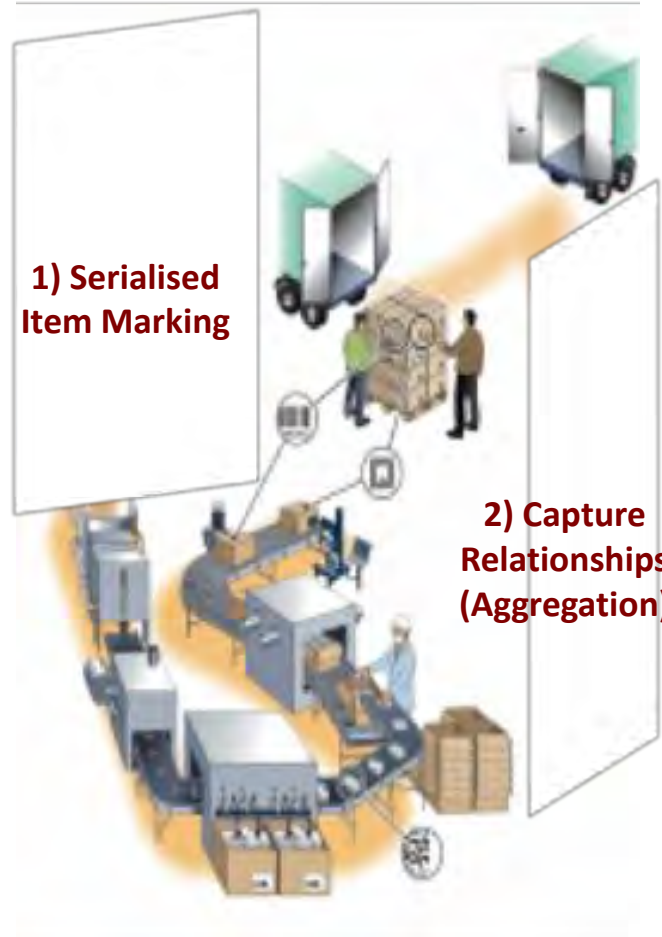 1) Serialised
Item Marking
2) Capture
Relationships
(Aggregation)